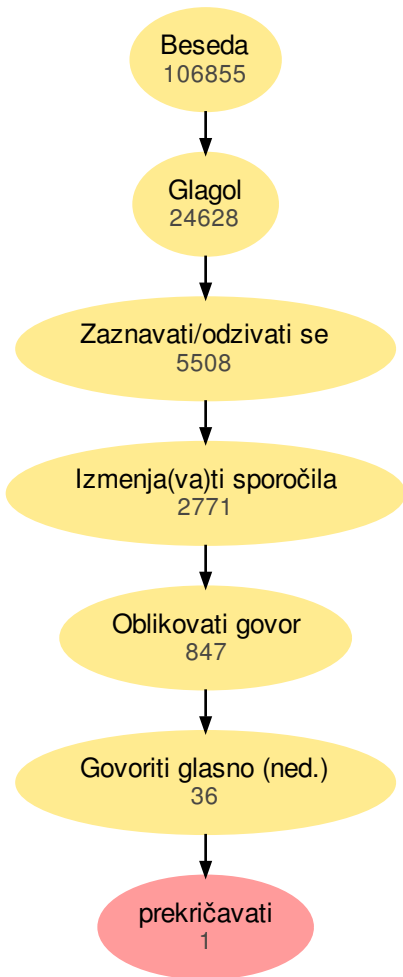 Beseda
106855
Glagol
24628
Zaznavati/odzivati se
5508
Izmenja(va)ti sporočila
2771
Oblikovati govor
847
Govoriti glasno (ned.)
36
prekričavati
1